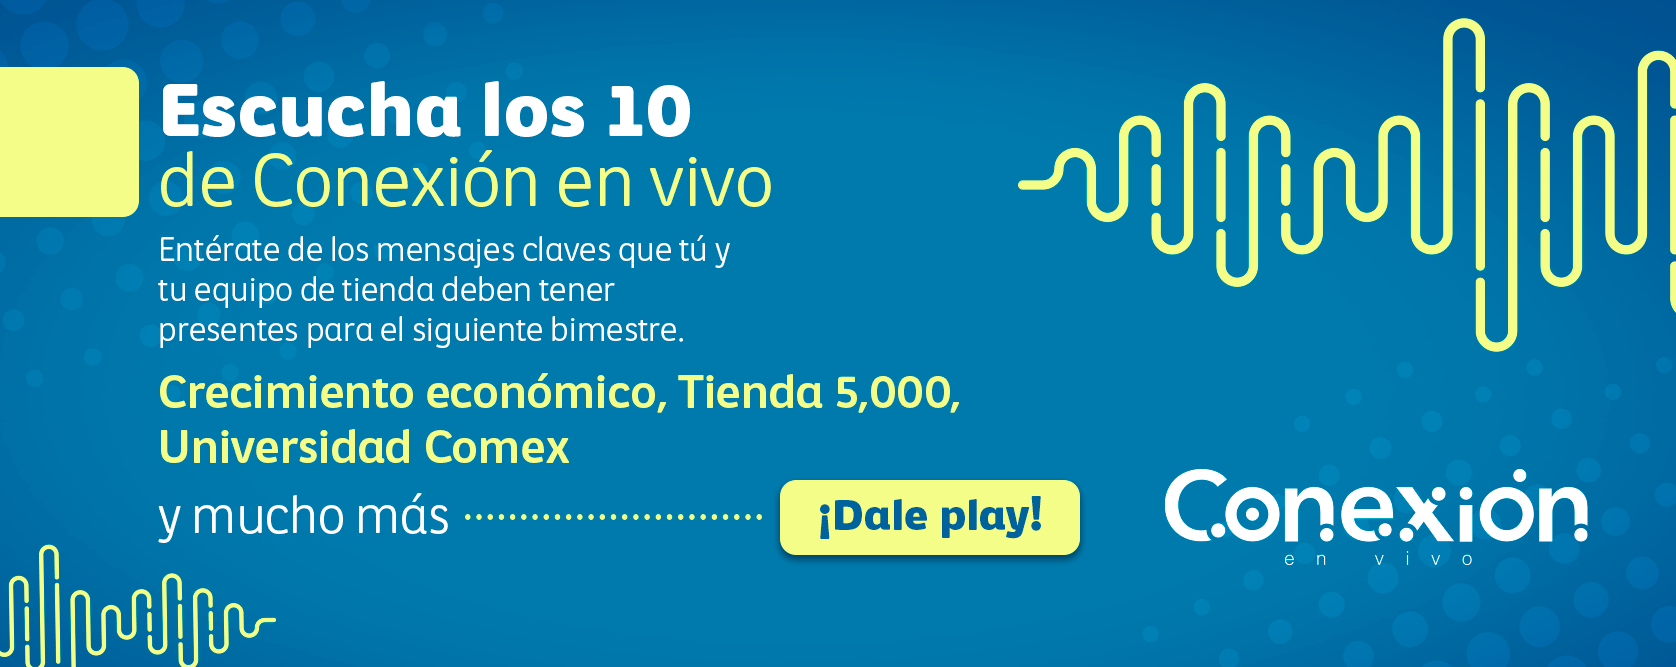 Escucha los 10
de Conexión en vivo
Entérate de los mensajes claves que tú y
tu equipo de tienda deben tener
presentes para el siguiente bimestre.
Crecimiento económico, Tienda 5,000,
Universidad Comex
y mucho más
¡Dale play!
Conexión
en vivo